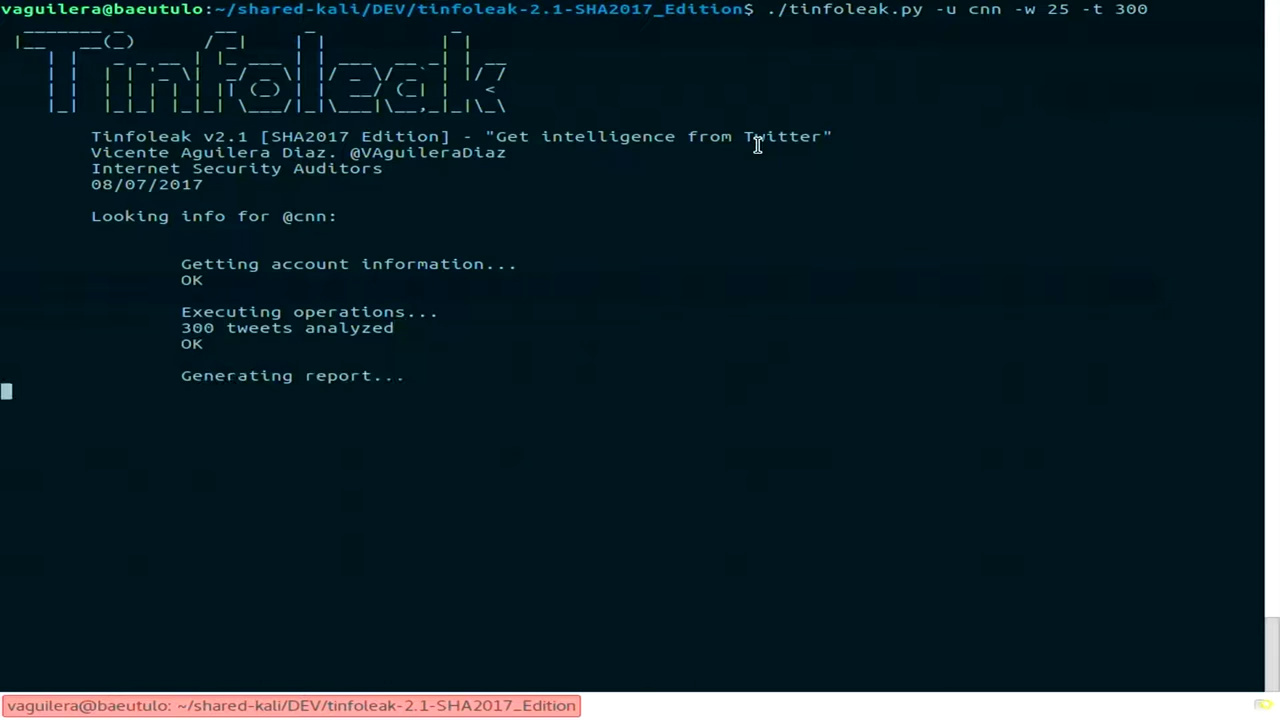 vaguilera@baeutulo:~/shared-kali/DEV/tinfoleak-2.1-SHA2017_Edition$ ./tinfoleak.py -u cnn -w 25 -t 300
Tinfoleak
Tinfoleak v2.1 [SHA2017 Edition] - "Get intelligence from Twitter"
Vicente Aguilera Diaz. @VAguileraDiaz
Internet Security Auditors
08/07/2017
Looking info for @cnn:
Getting account information...
OK
Executing operations...
300 tweets analyzed
OK
Generating report...
vaguilera@baeutulo: ~/shared-kali/DEV/tinfoleak-2.1-SHA2017_Edition